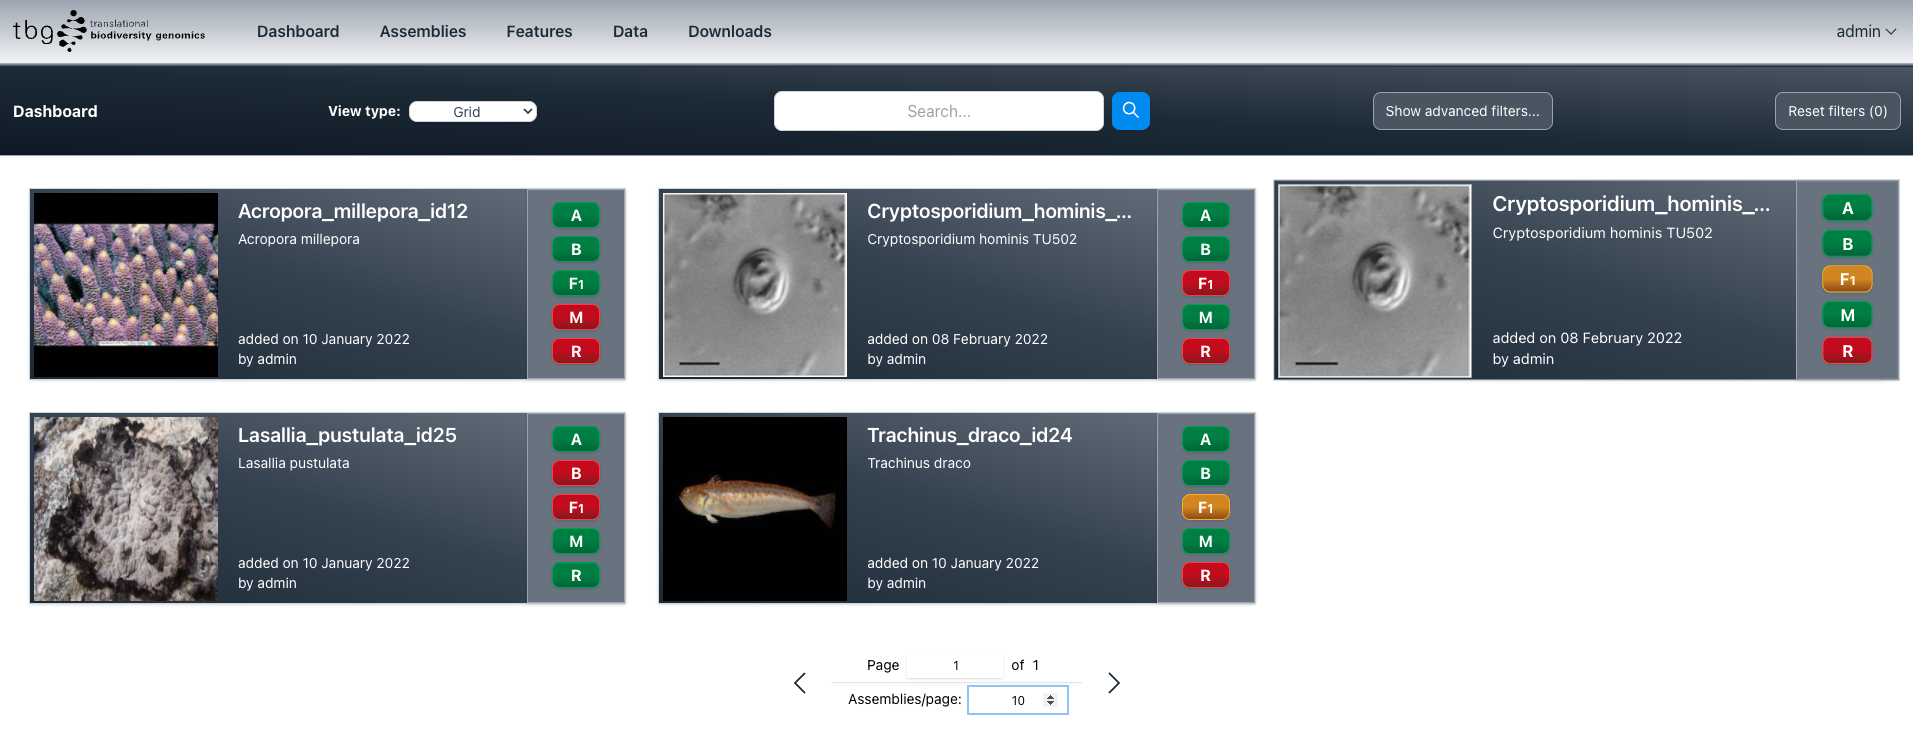 tbg translational
biodiversity genomics
Dashboard Assemblies Features Data Downloads admin
Dashboard View type: Grid Search... Show advanced filters... Reset filters (0)
Acropora_millepora_id12
Acropora millepora
added on 10 January 2022
by admin
A
B
F1
M
R
Cryptosporidium_hominis_...
Cryptosporidium hominis TU502
added on 08 February 2022
by admin
A
B
F1
M
R
Cryptosporidium_hominis_...
Cryptosporidium hominis TU502
added on 08 February 2022
by admin
A
B
F1
M
R
Lasallia_pustulata_id25
Lasallia pustulata
added on 10 January 2022
by admin
A
B
F1
M
R
Trachinus_draco_id24
Trachinus draco
added on 10 January 2022
by admin
A
B
F1
M
R
Page 1 of 1
Assemblies/page: 10